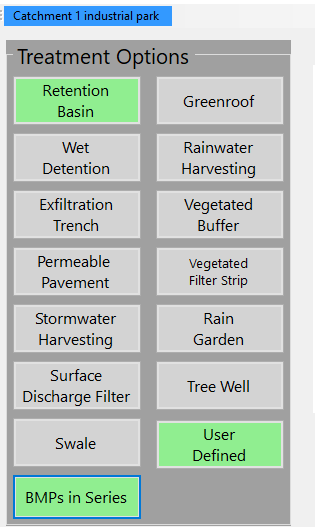 Catchment 1 industrial park
Treatment Options
Retention
Basin
Greenroof
Wet
Detention
Rainwater
Harvesting
Exfiltration
Trench
Vegetated
Buffer
Permeable
Pavement
Vegetated
Filter Strip
Stormwater
Harvesting
Rain
Garden
Surface
Discharge Filter
Tree Well
Swale
User
Defined
BMPs in Series